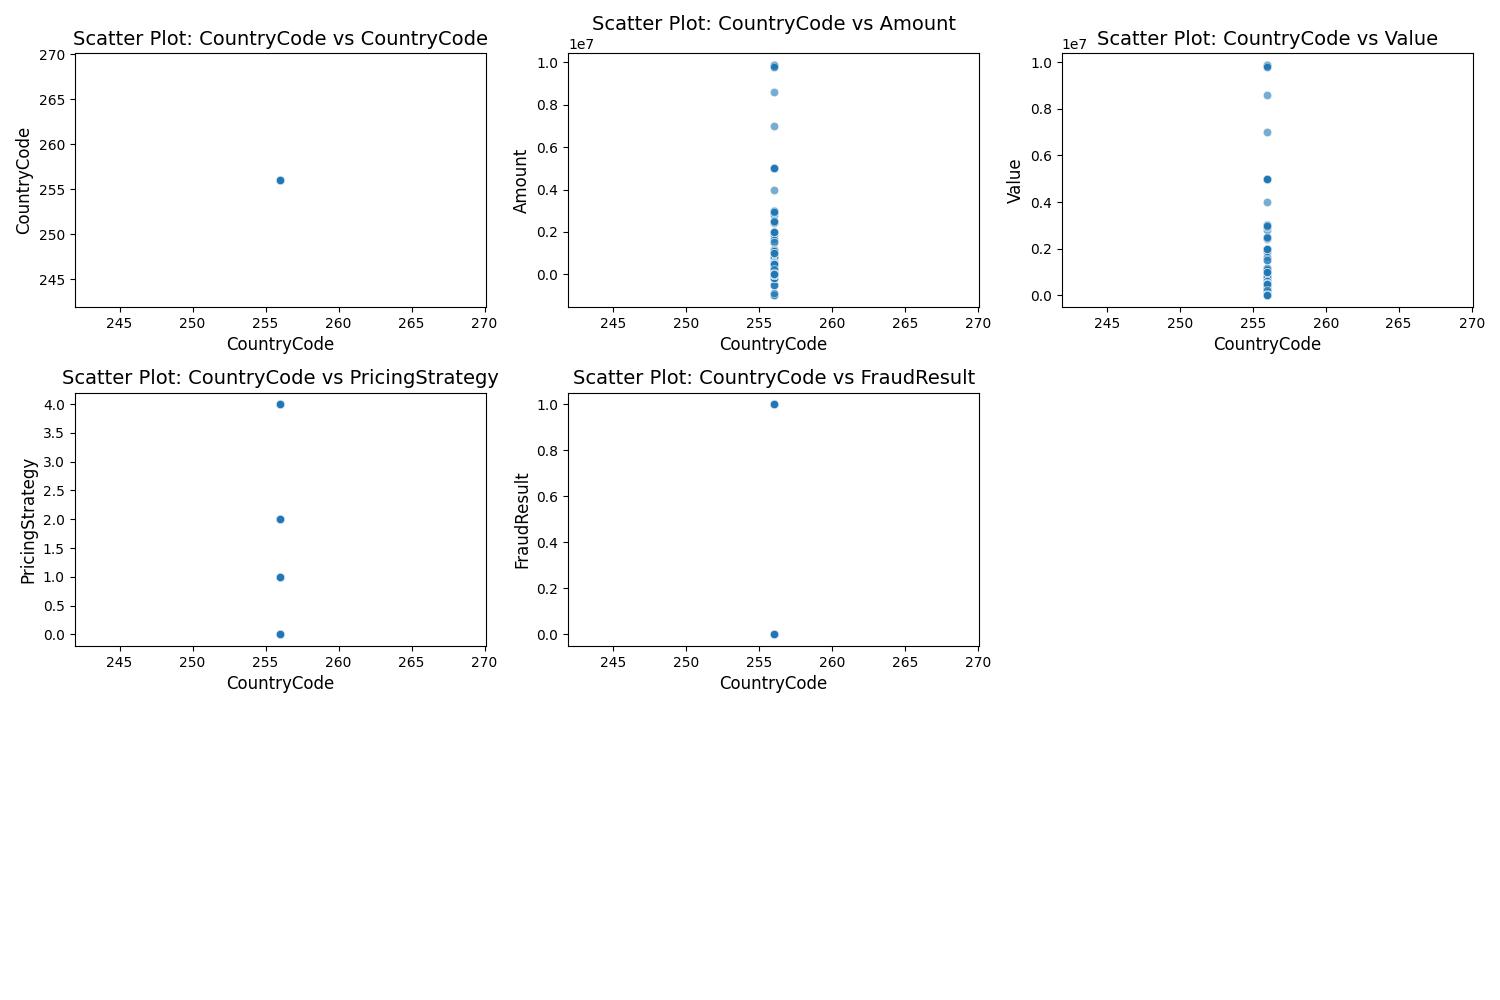 Scatter Plot: CountryCode vs CountryCode
270
265
260
255
250
245
CountryCode
245 250 255 260 265 270
CountryCode
Scatter Plot: CountryCode vs Amount
1e7
1.0
0.8
0.6
0.4
0.2
0.0
Amount
245 250 255 260 265 270
CountryCode
Scatter Plot: CountryCode vs Value
1e7
1.0
0.8
0.6
0.4
0.2
0.0
Value
245 250 255 260 265 270
CountryCode
Scatter Plot: CountryCode vs PricingStrategy
4.0
3.5
3.0
2.5
2.0
1.5
1.0
0.5
0.0
PricingStrategy
245 250 255 260 265 270
CountryCode
Scatter Plot: CountryCode vs FraudResult
1.0
0.8
0.6
0.4
0.2
0.0
FraudResult
245 250 255 260 265 270
CountryCode